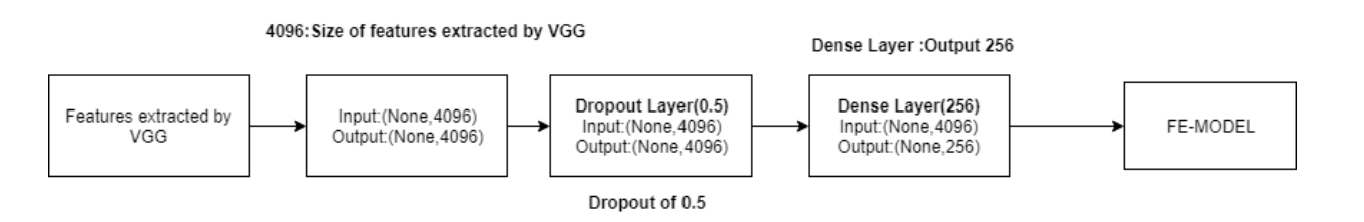 4096:Size of features extracted by VGG
Dense Layer :Output 256
Features extracted by
VGG
Input:(None,4096)
Output:(None,4096)
Dropout Layer(0.5)
Input:(None,4096)
Output:(None,4096)
Dense Layer(256)
Input:(None,4096)
Output:(None,256)
FE-MODEL
Dropout of 0.5